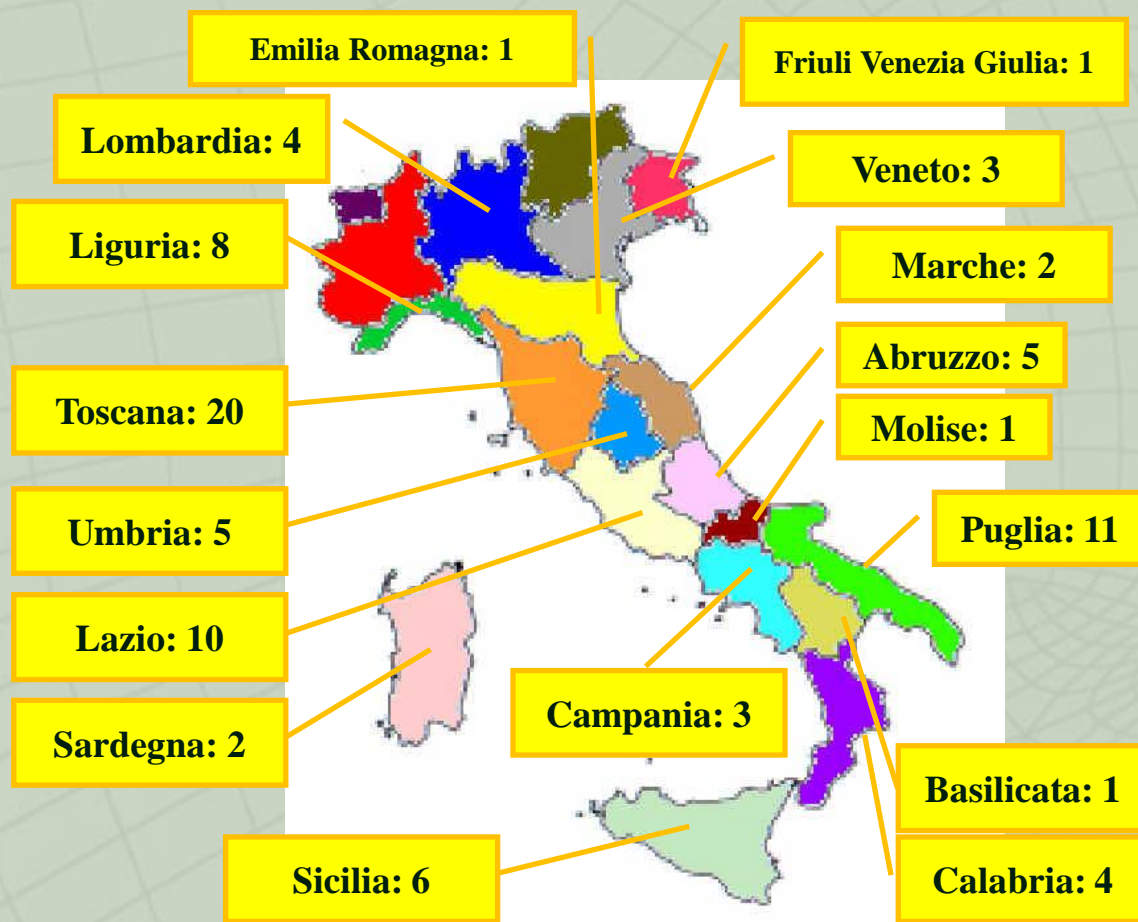 Emilia Romagna: 1
Friuli Venezia Giulia: 1
Lombardia: 4
Veneto: 3
Liguria: 8
Marche: 2
Abruzzo: 5
Toscana: 20
Molise: 1
Umbria: 5
Puglia: 11
Lazio: 10
Campania: 3
Sardegna: 2
Basilicata: 1
Sicilia: 6
Calabria: 4